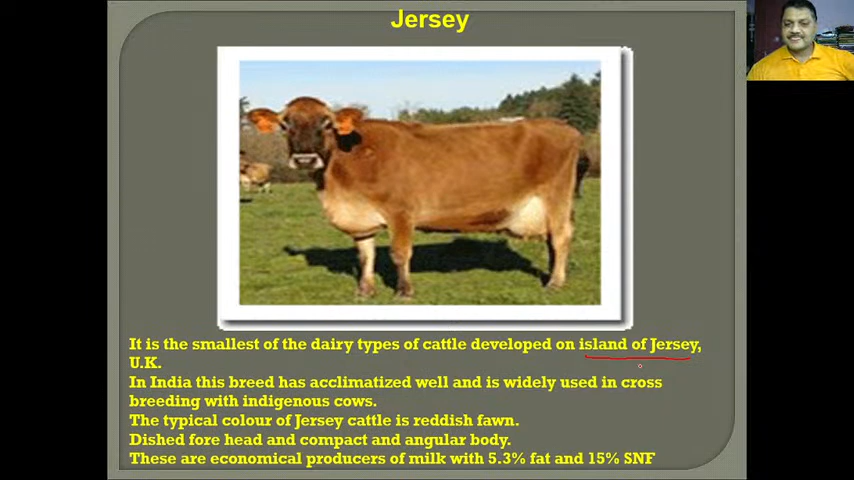 Jersey
It is the smallest of the dairy types of cattle developed on island of Jersey,
U.K.
In India this breed has acclimatized well and is widely used in cross
breeding with indigenous cows.
The typical colour of Jersey cattle is reddish fawn.
Dished fore head and compact and angular body.
These are economical producers of milk with 5.3% fat and 15% SNF